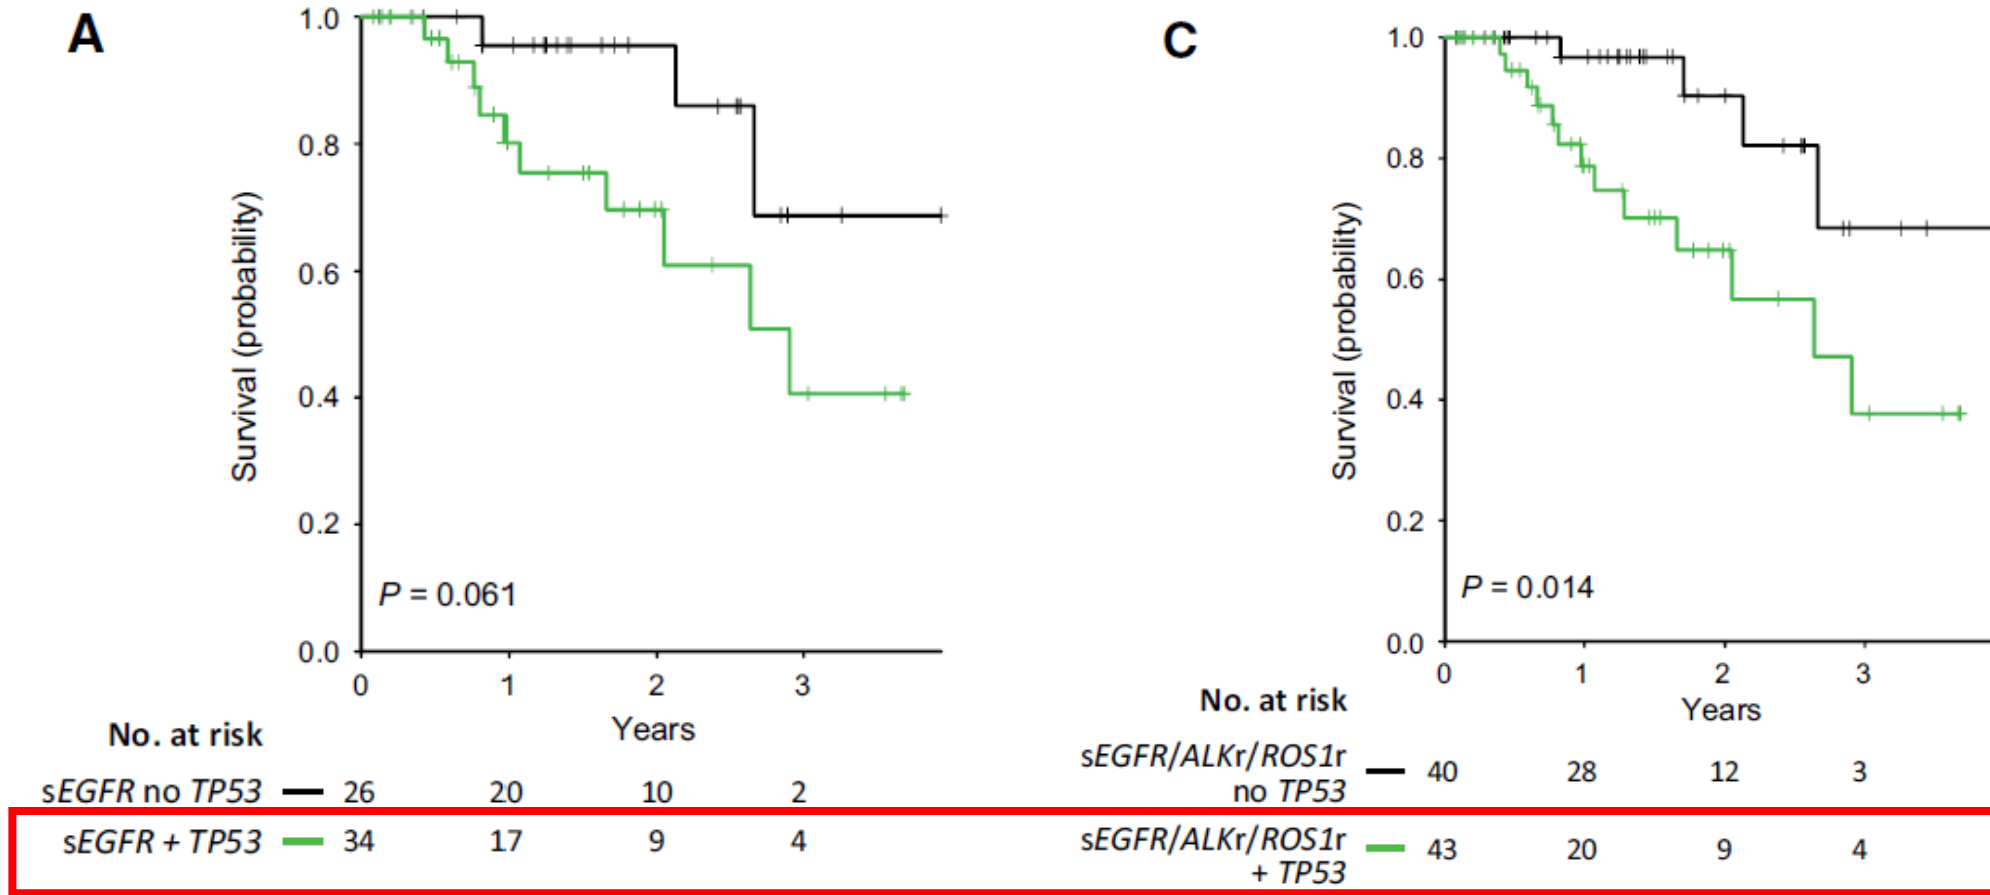 A
1.0
0.8
0.6
0.4
0.2
0.0
Survival (probability)
P = 0.061
0 1 2 3
Years
No. at risk
sEGFR no TP53 26 20 10 2
sEGFR + TP53 34 17 9 4
C
1.0
0.8
0.6
0.4
0.2
0.0
Survival (probability)
P = 0.014
0 1 2 3
Years
No. at risk
sEGFR/ALKr/ROS1r
no TP53 40 28 12 3
sEGFR/ALKr/ROS1r
+ TP53 43 20 9 4